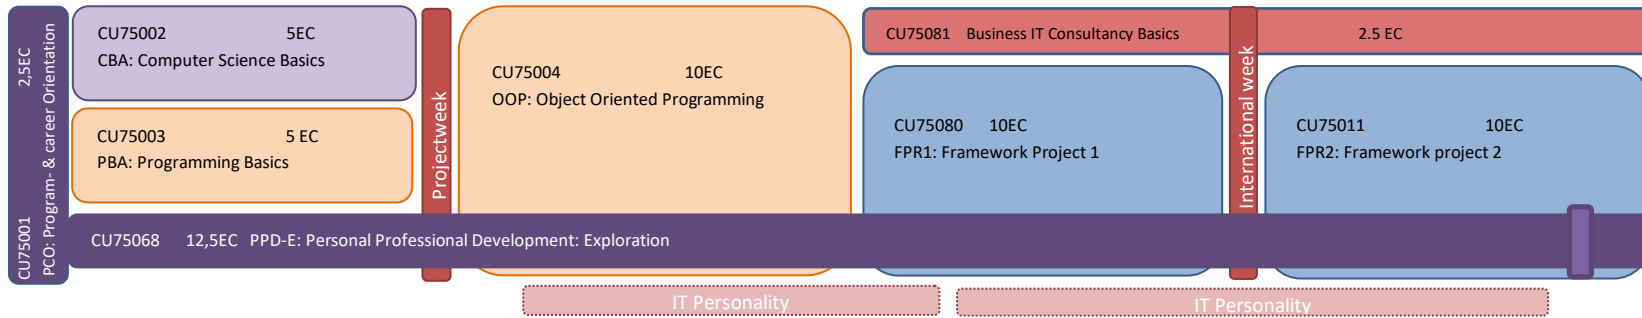 CU75001 2,5EC
PCO: Program- & career Orientation
CU75002 5EC
CBA: Computer Science Basics
CU75003 5 EC
PBA: Programming Basics
Projectweek
CU75004 10EC
OOP: Object Oriented Programming
CU75081 Business IT Consultancy Basics 2.5 EC
CU75080 10EC
FPR1: Framework Project 1
International week
CU75011 10EC
FPR2: Framework project 2
CU75068 12,5EC PPD-E: Personal Professional Development: Exploration
IT Personality
IT Personality